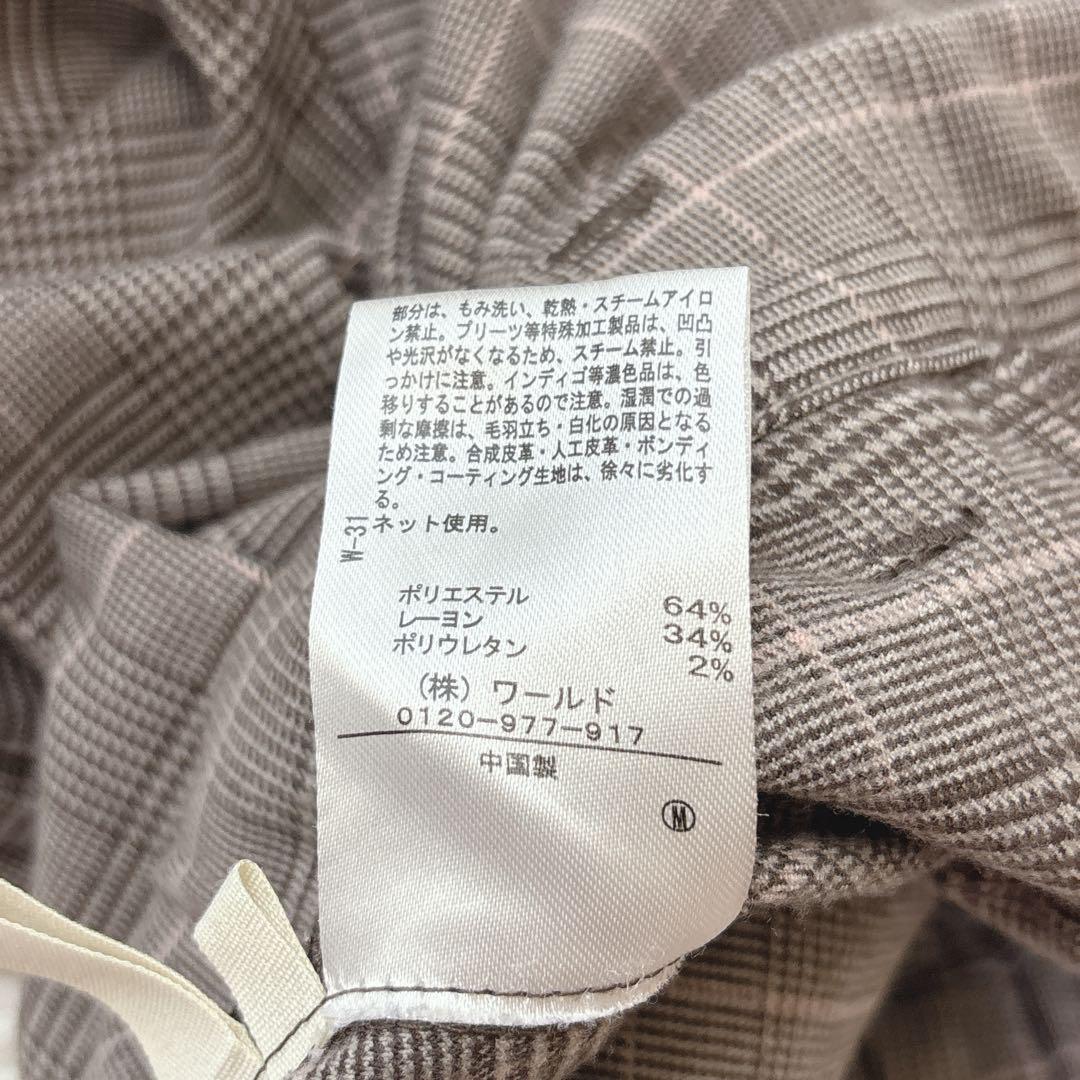 部分は、もみ洗い、乾熱・スチームアイロ
ン禁止。プリーツ等特殊加工製品は、凹凸
や光沢がなくなるため、スチーム禁止。引
っかけに注意。インディゴ等濃色品は、色
移りすることがあるので注意。湿潤での過
剰な摩擦は、毛羽立ち・白化の原因となる
ため注意。合成皮革・人工皮革・ボンディ
ング・コーティング生地は、徐々に劣化す
る。
ネット使用。
W-31
ポリエステル 64%
レーヨン 34%
ポリウレタン 2%
（株）ワールド
0120-977-917
中国製
Ⓜ